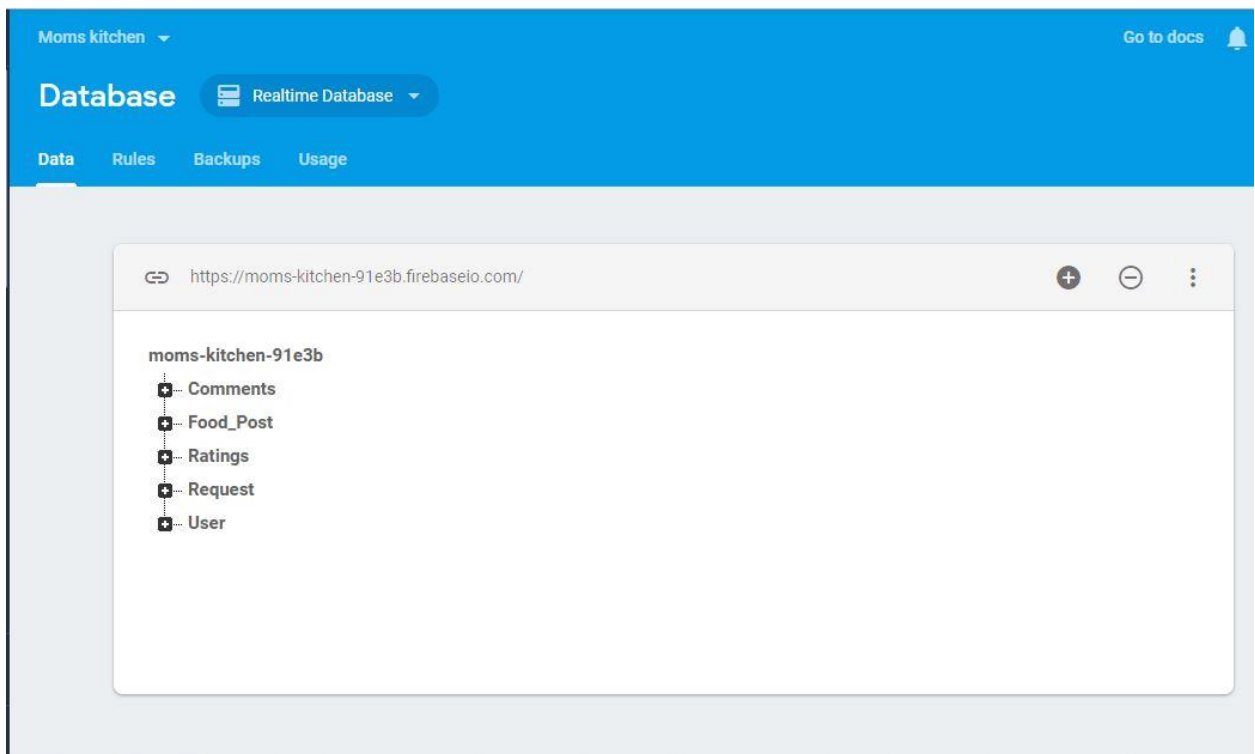 Moms kitchen
Go to docs
Database
Realtime Database
Data Rules Backups Usage
https://moms-kitchen-91e3b.firebaseio.com/
moms-kitchen-91e3b
Comments
Food_Post
Ratings
Request
User